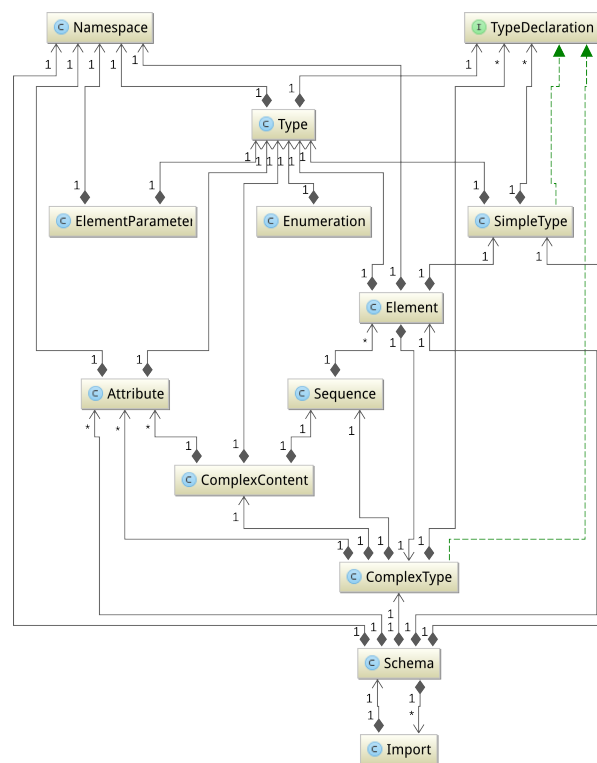 C Namespace
I TypeDeclaration
1 1 1 1 1 1 * *
1 1
C Type
1 1 1 1 1 1
1 1 1 1
C ElementParameter
C Enumeration
C SimpleType
1 1 1 1
C Element
* 1 1
1 1 1
C Attribute
C Sequence
* * * 1 1
1 1 1
C ComplexContent
1
1 1 1 1 1
C ComplexType
1
1 1 1 1 1
C Schema
1 1
1 *
C Import